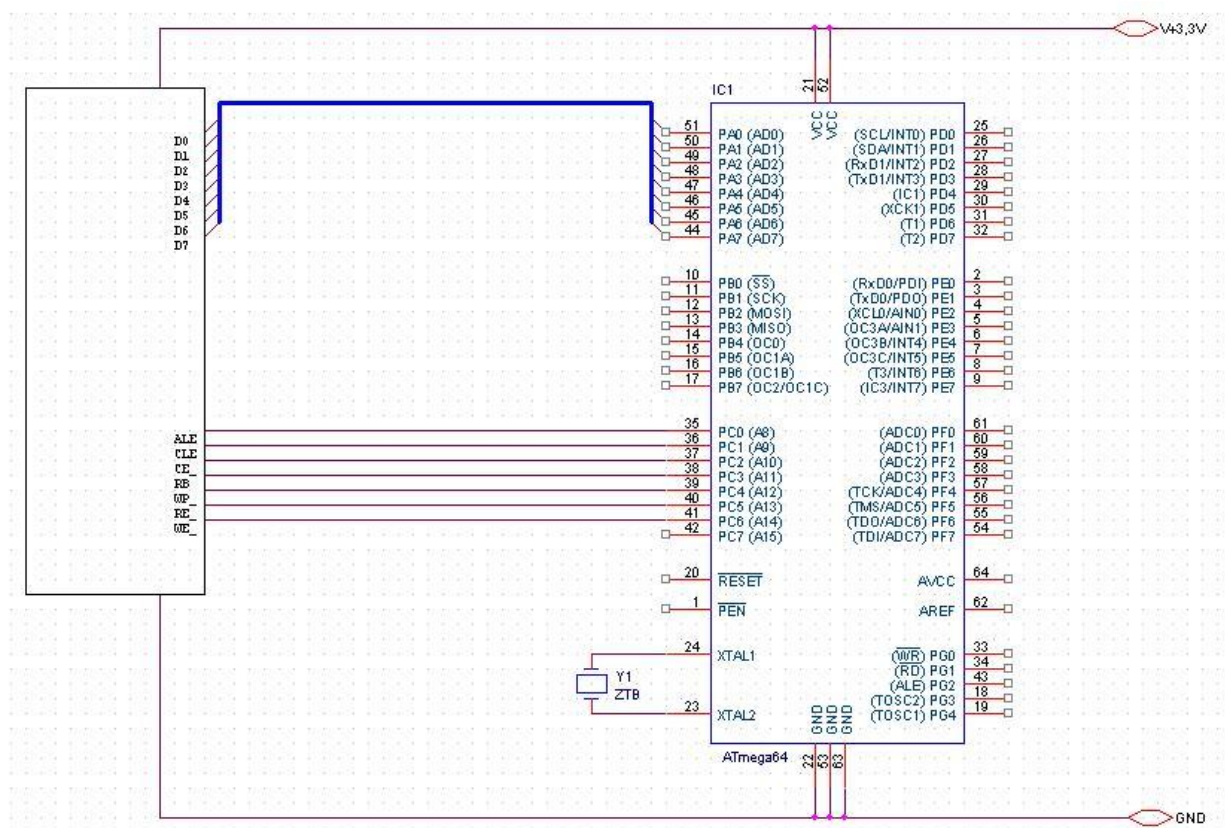 V+3,3V
IC1
21
52
VCC
VCC
D0
D1
D2
D3
D4
D5
D6
D7
51
50
49
48
47
46
45
44
PA0 (AD0)
PA1 (AD1)
PA2 (AD2)
PA3 (AD3)
PA4 (AD4)
PA5 (AD5)
PA6 (AD6)
PA7 (AD7)
(SCL/INT0) PD0
(SDA/INT1) PD1
(RxD1/INT2) PD2
(TxD1/INT3) PD3
(IC1) PD4
(XCK1) PD5
(T1) PD6
(T2) PD7
25
26
27
28
29
30
31
32
10
11
12
13
14
15
16
17
PB0 (SS)
PB1 (SCK)
PB2 (MOSI)
PB3 (MISO)
PB4 (OC0)
PB5 (OC1A)
PB6 (OC1B)
PB7 (OC2/OC1C)
(RxD0/PDI) PE0
(TxD0/PDO) PE1
(XCL0/AIN0) PE2
(OC3A/AIN1) PE3
(OC3B/INT4) PE4
(OC3C/INT5) PE5
(T3/INT6) PE6
(IC3/INT7) PE7
2
3
4
5
6
7
8
9
ALE
CLE
CE_
RB
WP_
RE_
WE_
35
36
37
38
39
40
41
42
PC0 (A8)
PC1 (A9)
PC2 (A10)
PC3 (A11)
PC4 (A12)
PC5 (A13)
PC6 (A14)
PC7 (A15)
(ADC0) PF0
(ADC1) PF1
(ADC2) PF2
(ADC3) PF3
(TCK/ADC4) PF4
(TMS/ADC5) PF5
(TDO/ADC6) PF6
(TDI/ADC7) PF7
61
60
59
58
57
56
55
54
20
RESET
AVCC
64
1
PEN
AREF
62
24
XTAL1
Y1
ZTB
23
XTAL2
(WR) PG0
(RD) PG1
(ALE) PG2
(TOSC2) PG3
(TOSC1) PG4
33
34
43
18
19
GND
GND
GND
ATmega64
22
53
63
GND